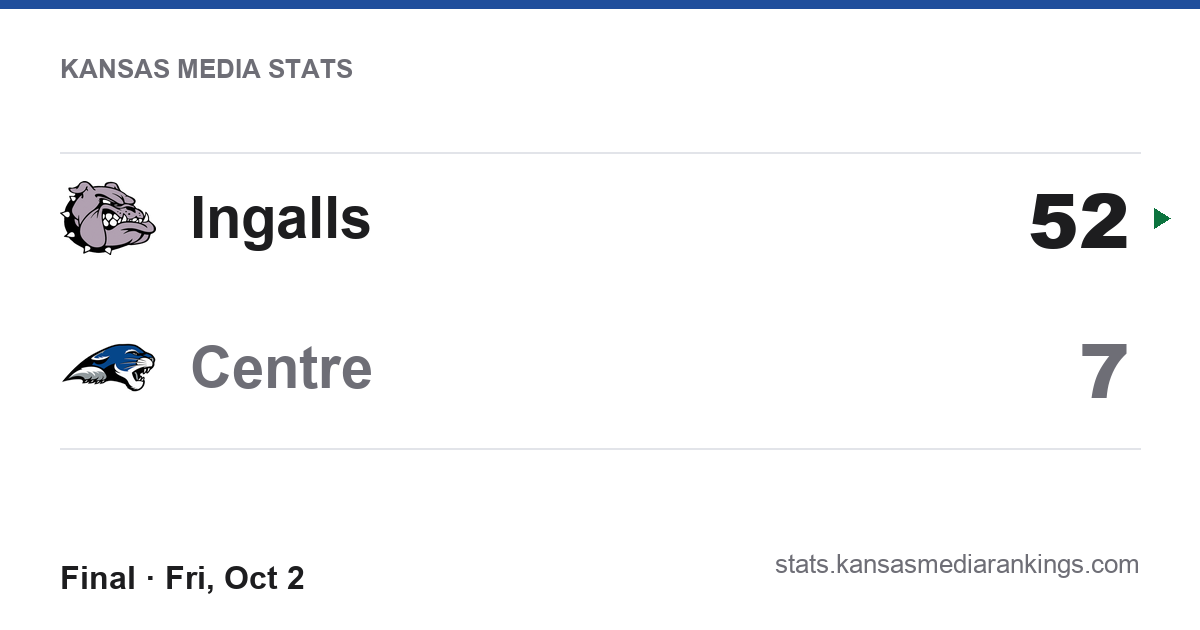 KANSAS MEDIA STATS
Ingalls 52
Centre 7
Final · Fri, Oct 2
stats.kansasmediarankings.com